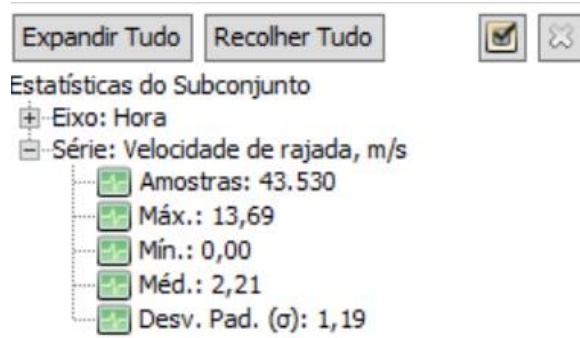 Expandir Tudo Recolher Tudo
Estatísticas do Subconjunto
Eixo: Hora
Série: Velocidade de rajada, m/s
Amostras: 43.530
Máx.: 13,69
Mín.: 0,00
Méd.: 2,21
Desv. Pad. (σ): 1,19